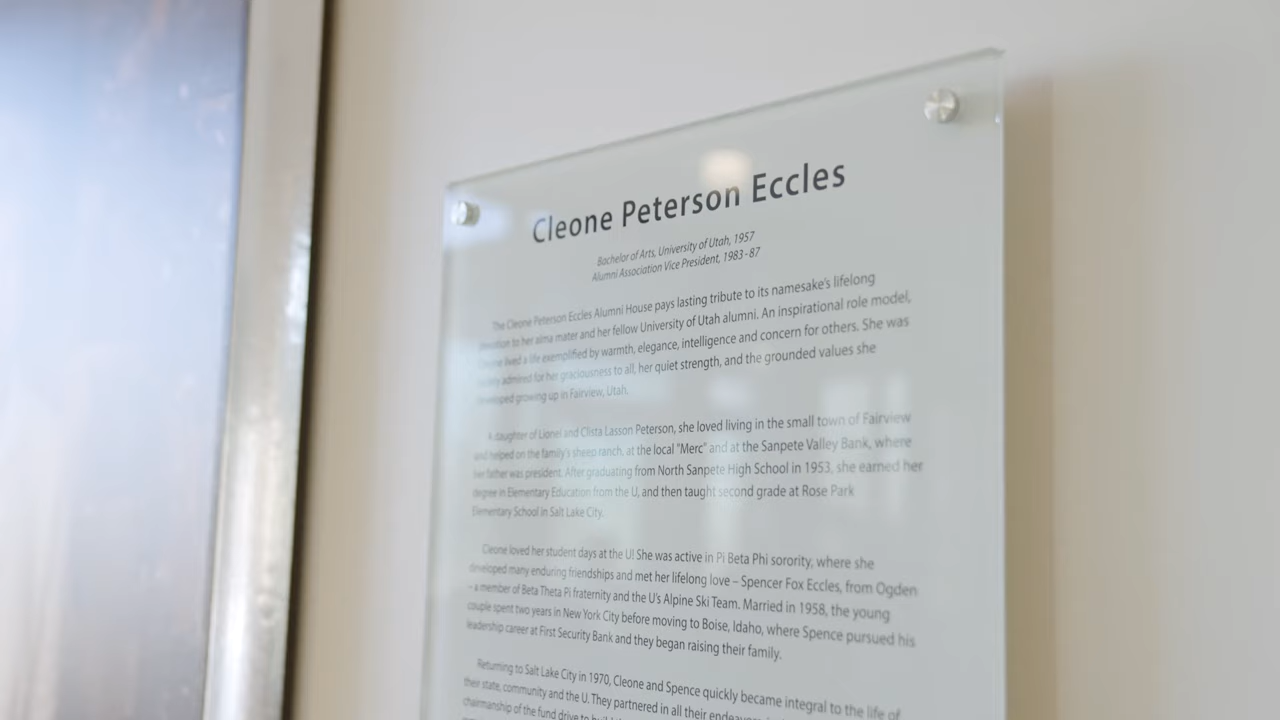 Cleone Peterson Eccles
Bachelor of Arts, University of Utah, 1957
Alumni Association Vice President, 1983 - 87
The Cleone Peterson Eccles Alumni House pays lasting tribute to its namesake's lifelong
devotion to her alma mater and her fellow University of Utah alumni. An inspirational role model,
Cleone lived a life exemplified by warmth, elegance, intelligence and concern for others. She was
admired for her graciousness to all, her quiet strength, and the grounded values she
developed growing up in Fairview, Utah.
A daughter of Lionel and Clista Lasson Peterson, she loved living in the small town of Fairview
and helped on the family's sheep ranch, at the local "Merc" and at the Sanpete Valley Bank, where
her father was president. After graduating from North Sanpete High School in 1953, she earned her
degree in Elementary Education from the U, and then taught second grade at Rose Park
Elementary School in Salt Lake City.
Cleone loved her student days at the U! She was active in Pi Beta Phi sorority, where she
developed many enduring friendships and met her lifelong love – Spencer Fox Eccles, from Ogden
– a member of Beta Theta Pi fraternity and the U's Alpine Ski Team. Married in 1958, the young
couple spent two years in New York City before moving to Boise, Idaho, where Spence pursued his
leadership career at First Security Bank and they began raising their family.
Returning to Salt Lake City in 1970, Cleone and Spence quickly became integral to the life of
their state, community and the U. They partnered in all their
chairmanship of the fund drive to